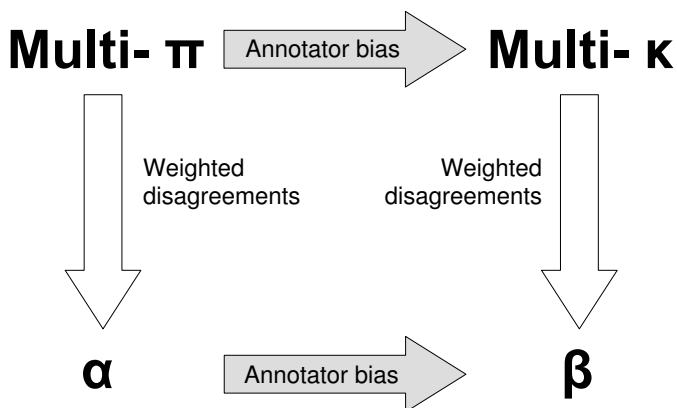 Multi- π Annotator bias Multi- κ
Weighted disagreements
Weighted disagreements
α Annotator bias β